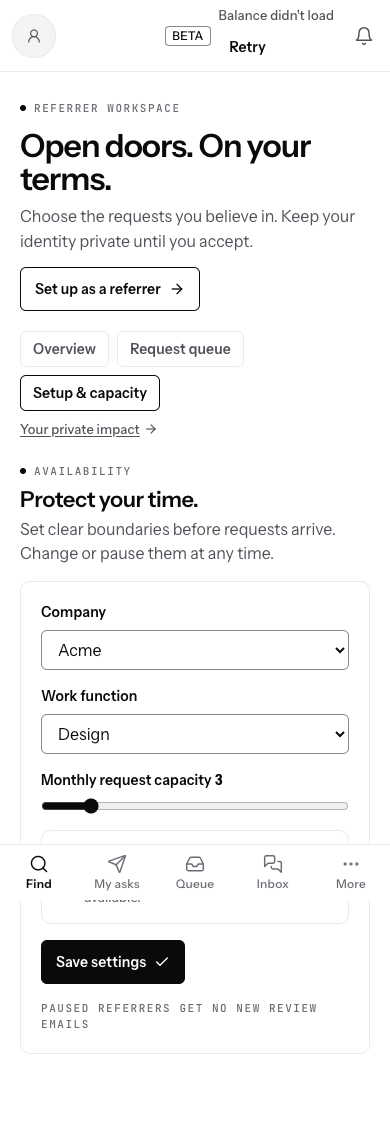 Balance didn't load
BETA
Retry
REFERRER WORKSPACE
Open doors. On your
terms.
Choose the requests you believe in. Keep your
identity private until you accept.
Set up as a referrer
Overview
Request queue
Setup & capacity
Your private impact
AVAILABILITY
Protect your time.
Set clear boundaries before requests arrive.
Change or pause them at any time.
Company
Acme
Work function
Design
Monthly request capacity 3
Find
My asks
Queue
Inbox
More
Save settings
PAUSED REFERRERS GET NO NEW REVIEW
EMAILS